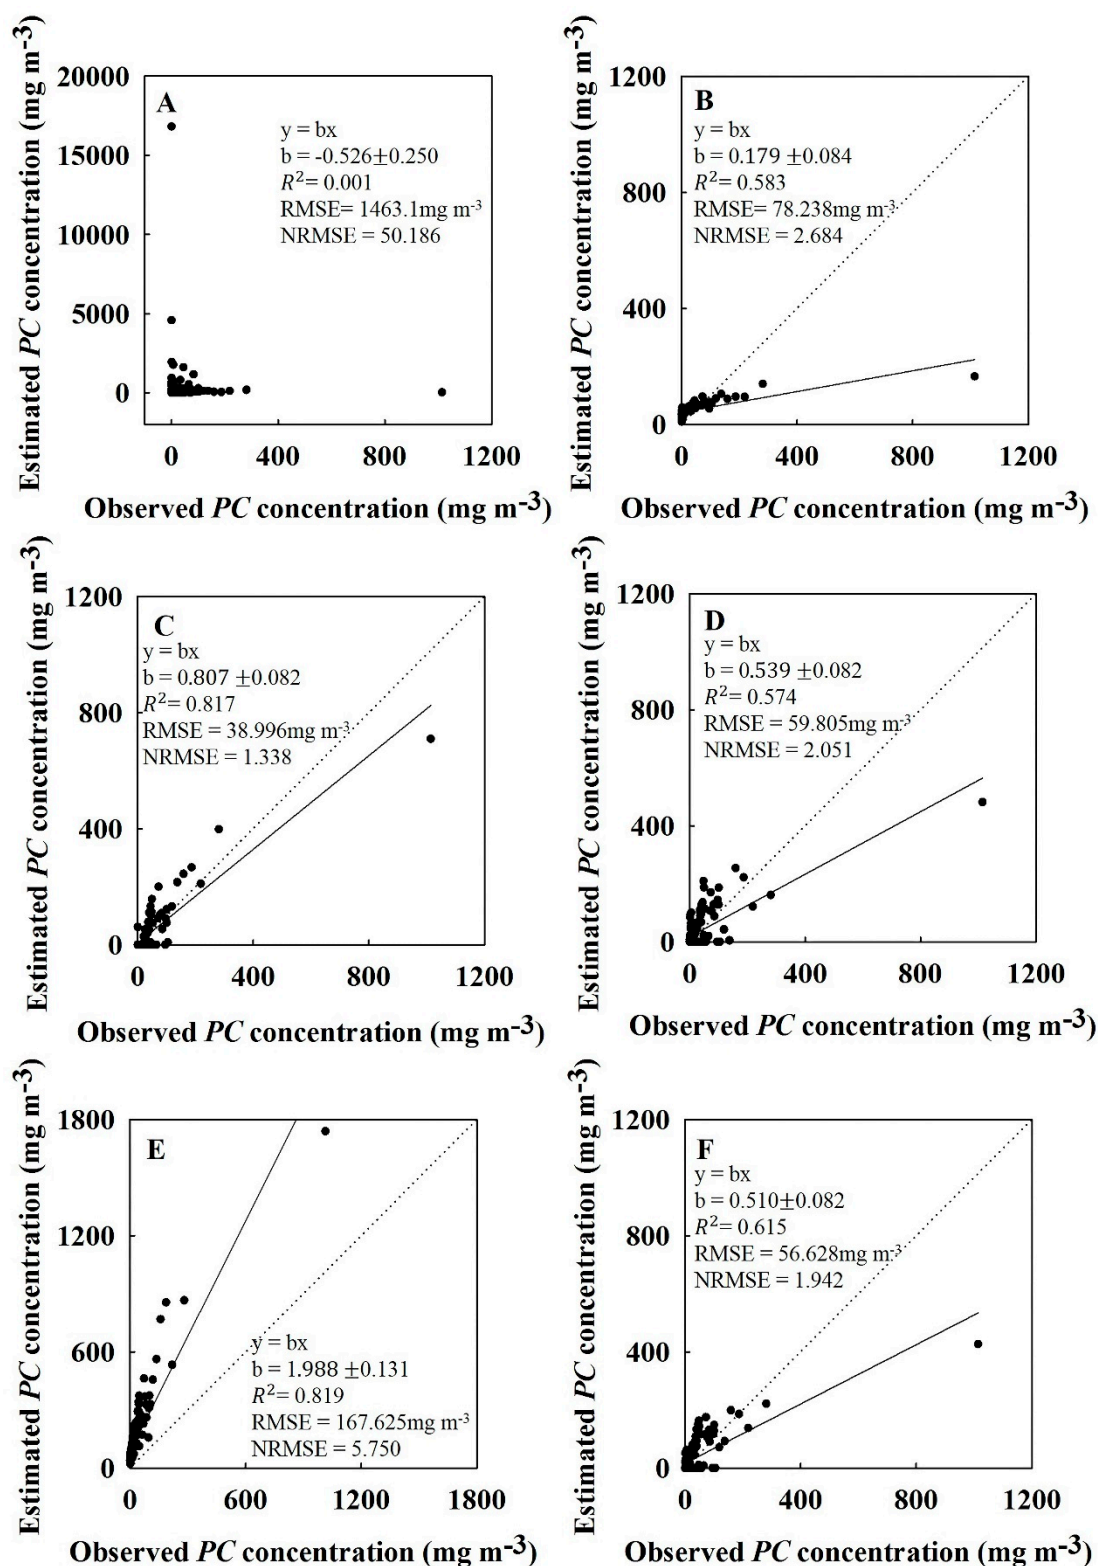 Estimated PC concentration (mg m-3)
A
20000
15000
10000
5000
0
y = bx
b = -0.526±0.250
R²= 0.001
RMSE= 1463.1mg m-3
NRMSE = 50.186
0 400 800 1200
Observed PC concentration (mg m-3)
Estimated PC concentration (mg m-3)
B
1200
800
400
0
y = bx
b = 0.179 ±0.084
R²= 0.583
RMSE= 78.238mg m-3
NRMSE = 2.684
0 400 800 1200
Observed PC concentration (mg m-3)
Estimated PC concentration (mg m-3)
C
1200
800
400
0
y = bx
b = 0.807 ±0.082
R²= 0.817
RMSE = 38.996mg m-3
NRMSE = 1.338
0 400 800 1200
Observed PC concentration (mg m-3)
Estimated PC concentration (mg m-3)
D
1200
800
400
0
y = bx
b = 0.539 ±0.082
R²= 0.574
RMSE = 59.805mg m-3
NRMSE = 2.051
0 400 800 1200
Observed PC concentration (mg m-3)
Estimated PC concentration (mg m-3)
E
1800
1200
600
0
y = bx
b = 1.988 ±0.131
R²= 0.819
RMSE = 167.625mg m-3
NRMSE = 5.750
0 600 1200 1800
Observed PC concentration (mg m-3)
Estimated PC concentration (mg m-3)
F
1200
800
400
0
y = bx
b = 0.510±0.082
R²= 0.615
RMSE = 56.628mg m-3
NRMSE = 1.942
0 400 800 1200
Observed PC concentration (mg m-3)